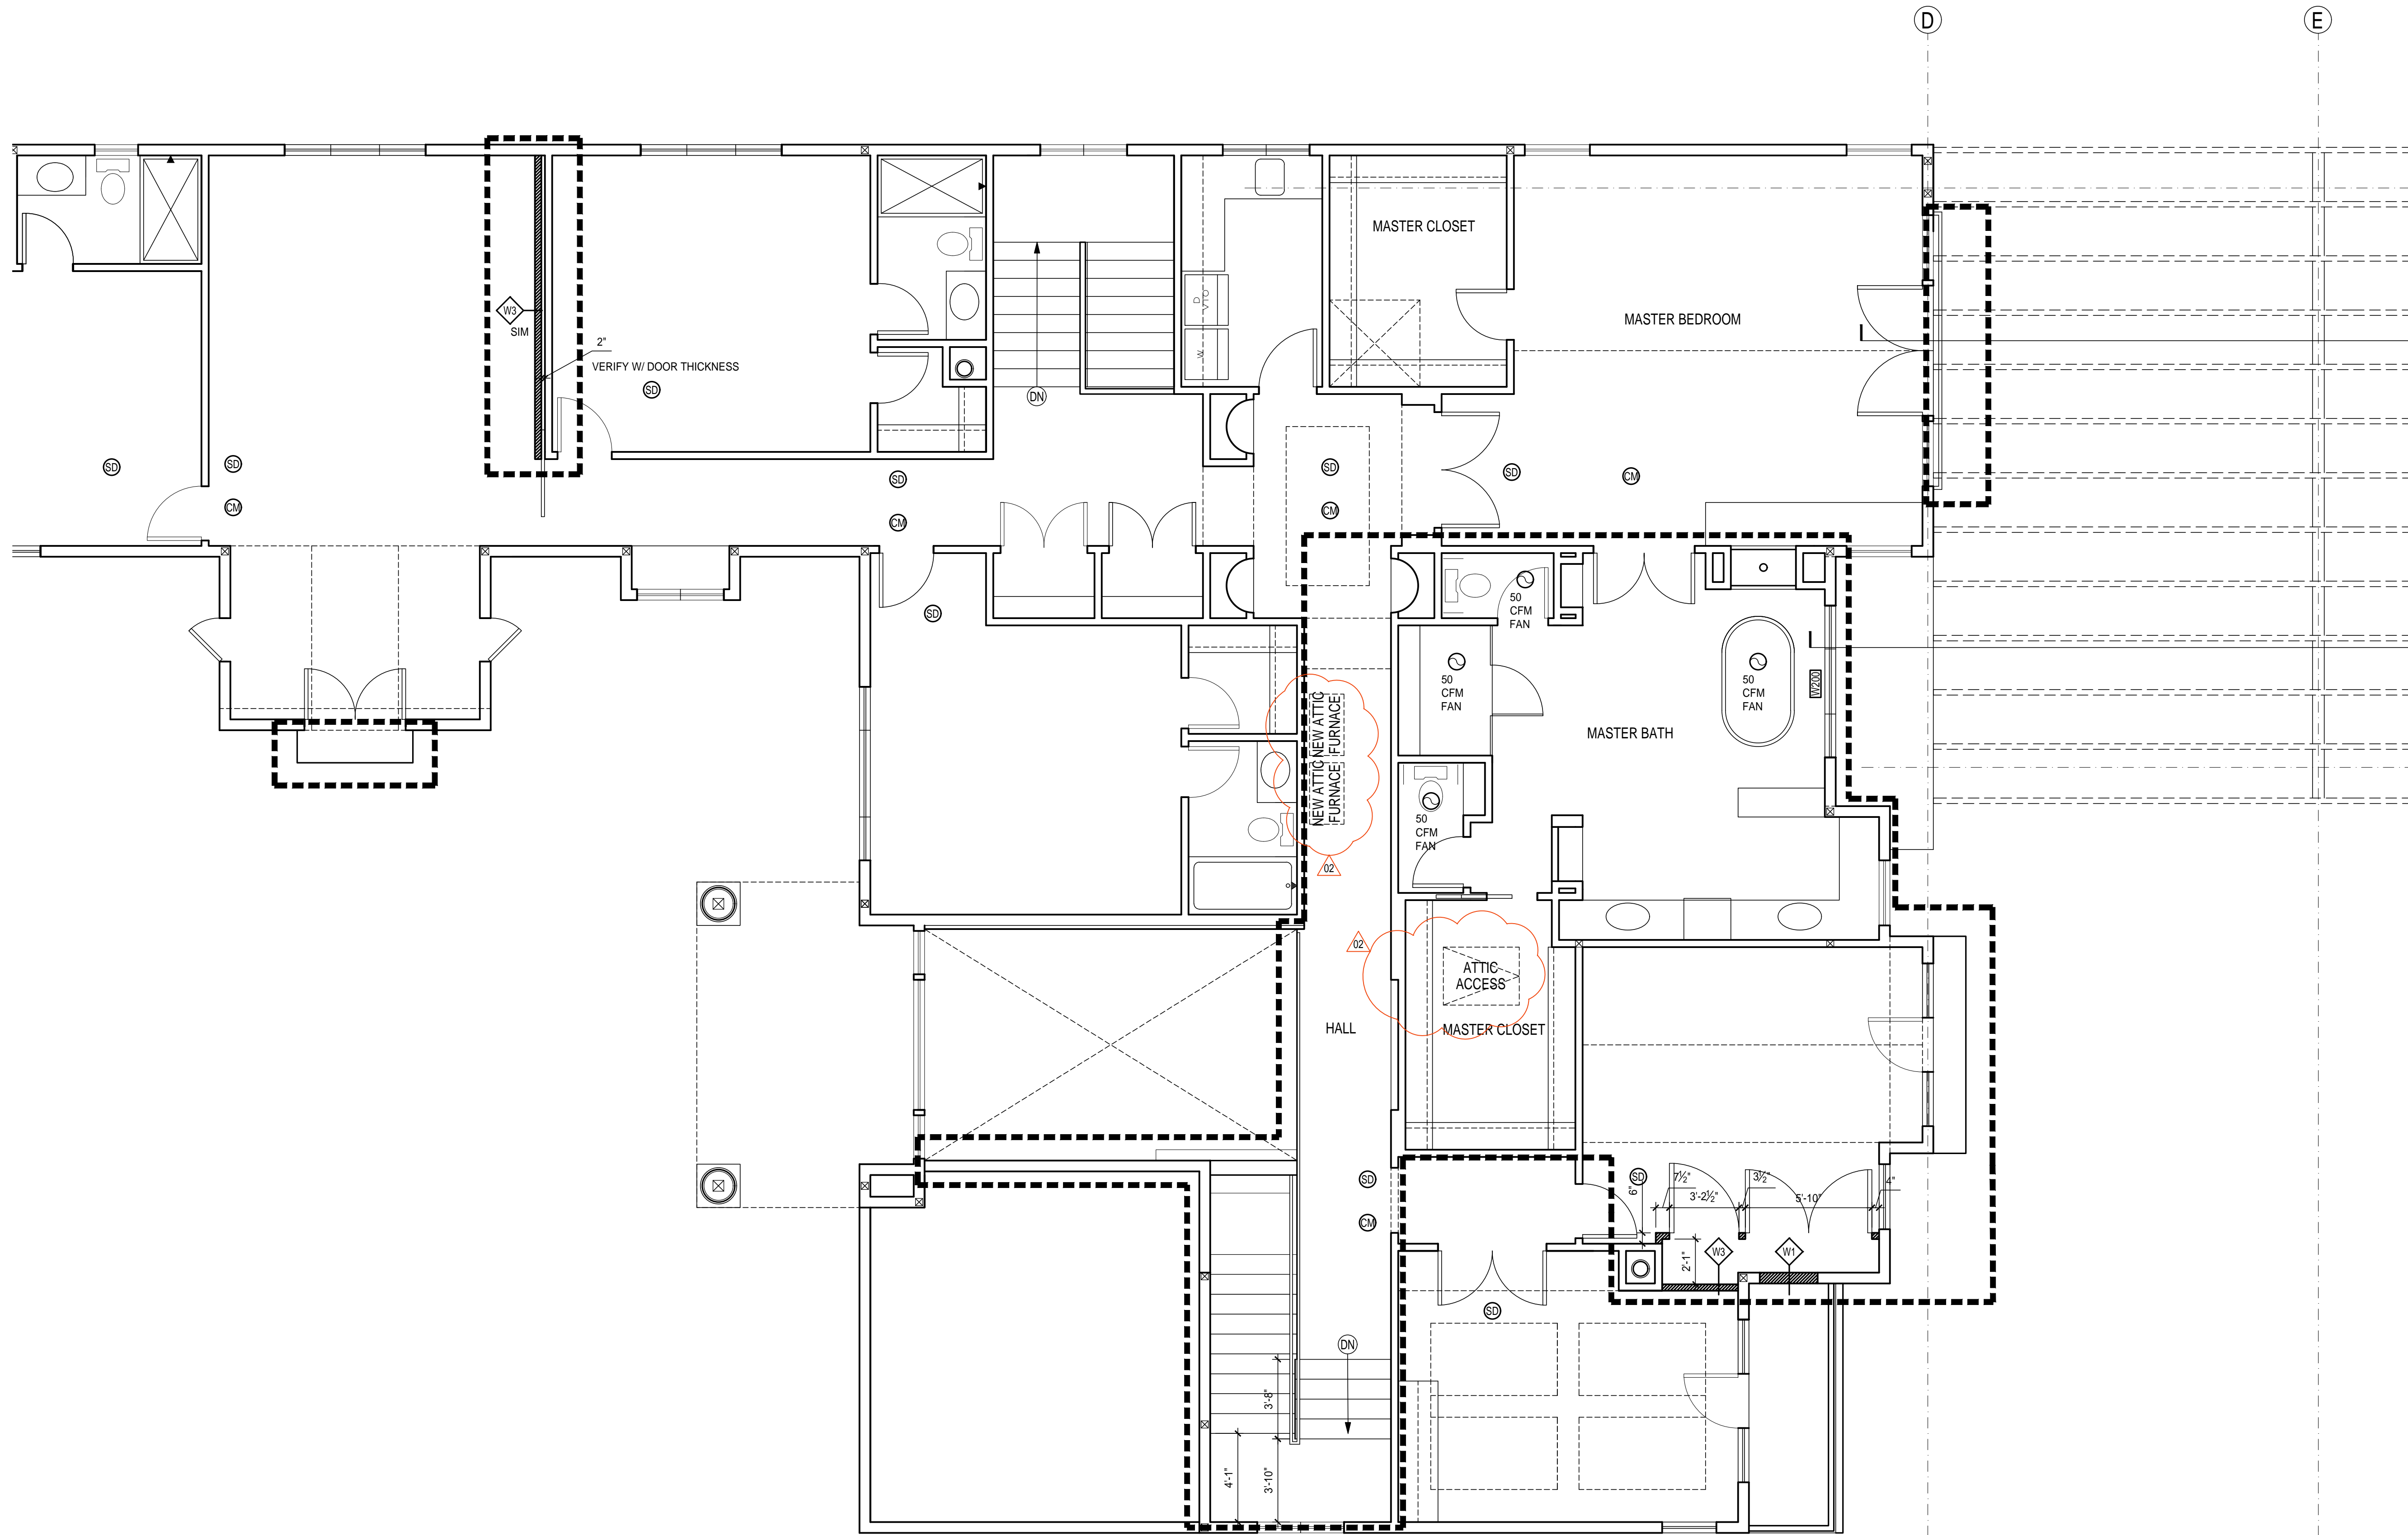 D
E
MASTER CLOSET
MASTER BEDROOM
D
W
W3
SIM
2"
VERIFY W/ DOOR THICKNESS
SD
DN
SD
SD
CM
SD
CM
SD
CM
SD
CM
SD
50
CFM
FAN
50
CFM
FAN
50
CFM
FAN
W200
MASTER BATH
NEW ATTIC
FURNACE
NEW ATTIC
FURNACE
50
CFM
FAN
02
02
ATTIC
ACCESS
HALL
MASTER CLOSET
SD
CM
SD
6"
7½"
3'-2½"
3½"
5'-10"
4"
2'-1"
W3
W1
SD
DN
3'-8"
4'-1"
3'-10"